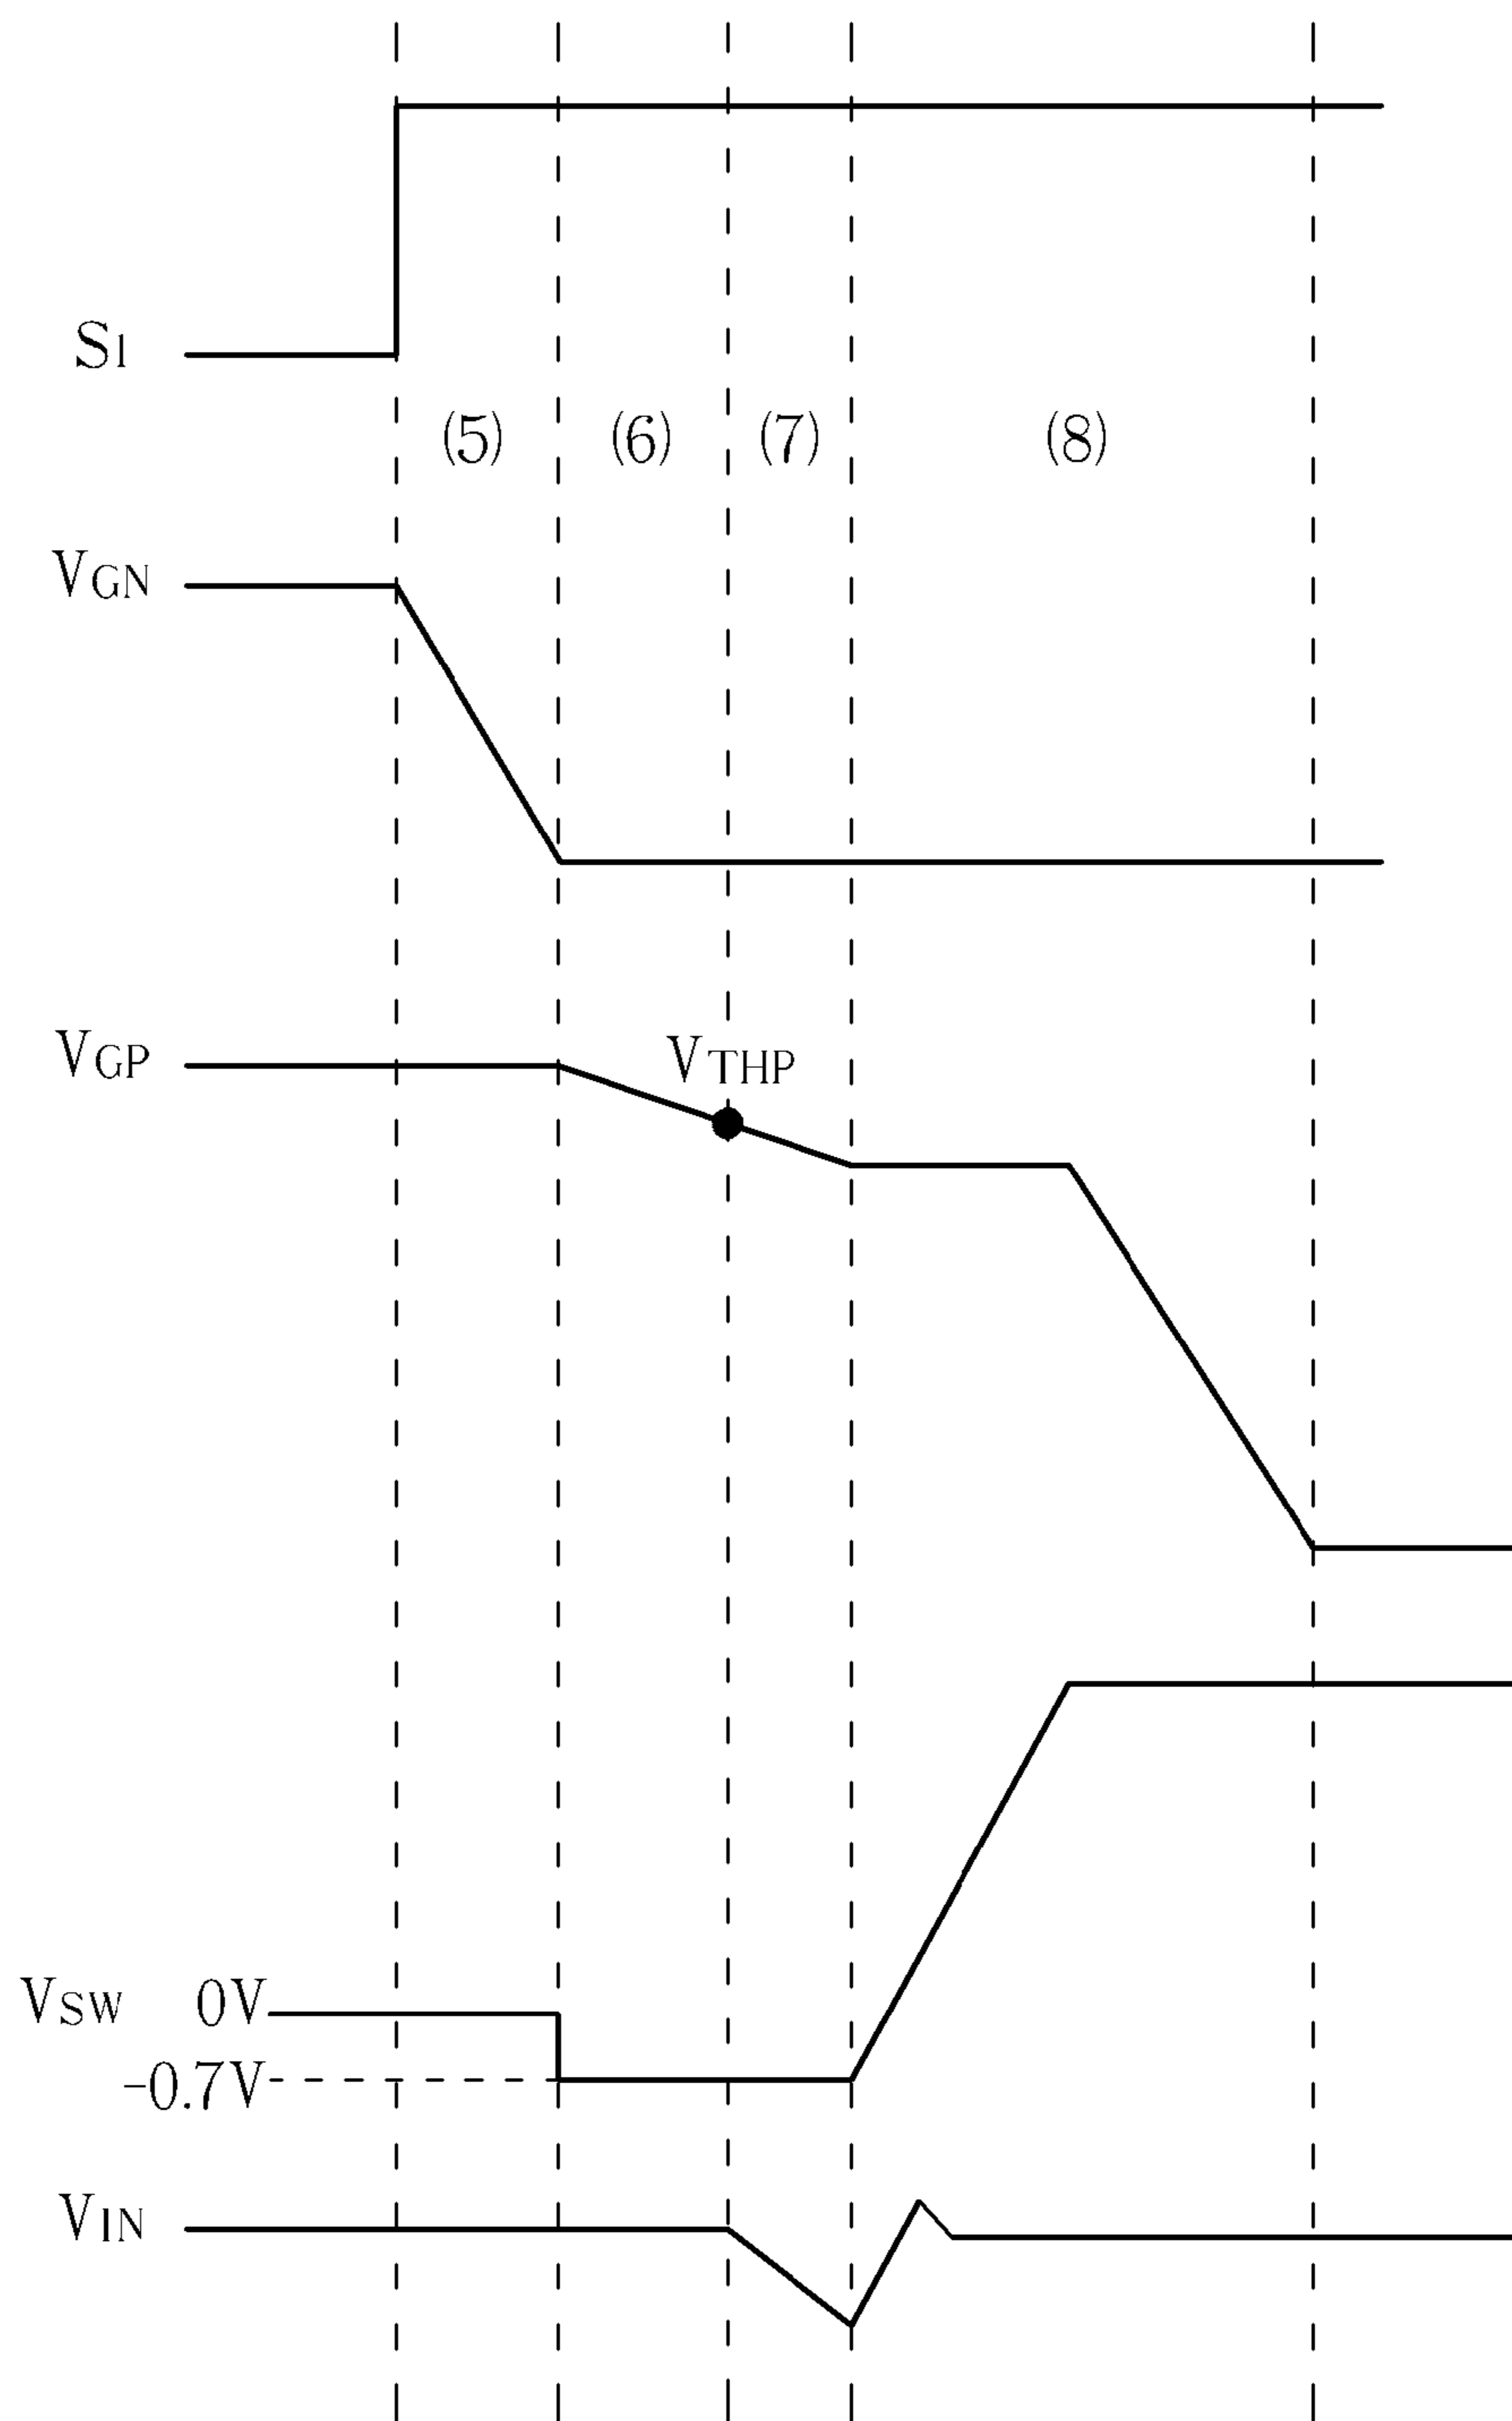 S1
(5) (6) (7) (8)
VGN
VGP
VTHP
VSW 0V
-0.7V
VIN